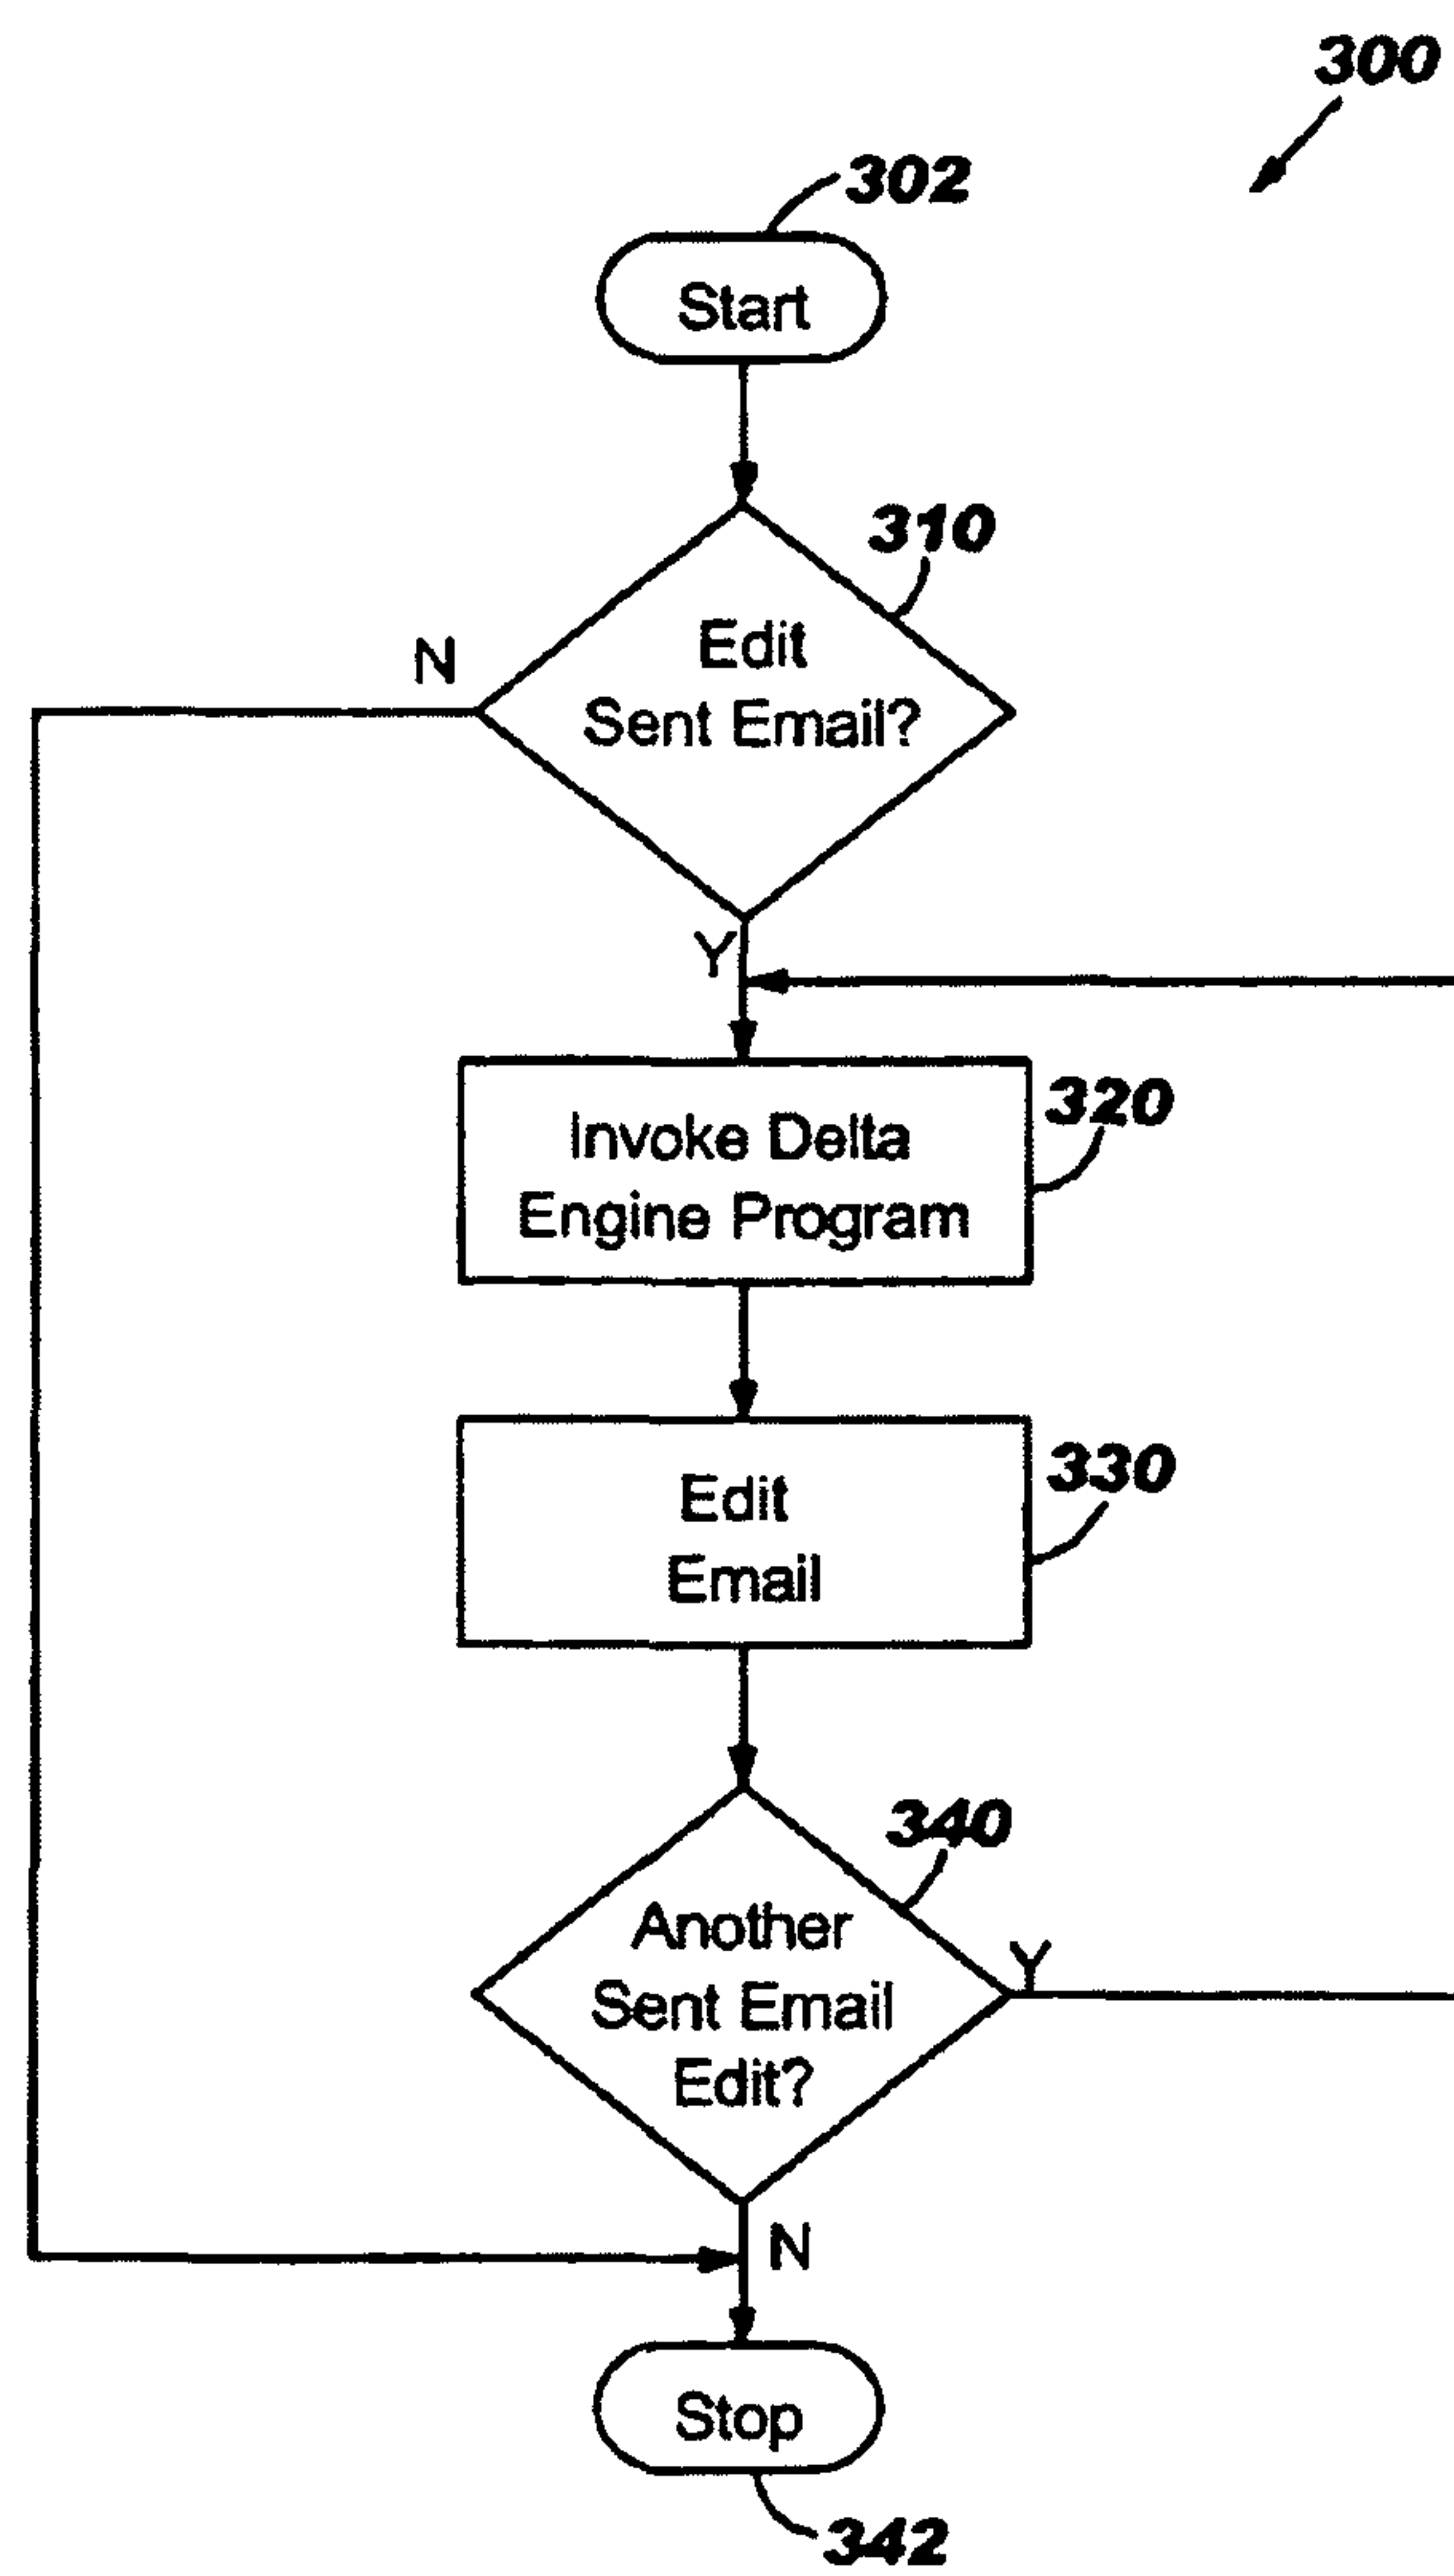 300
302
Start
310
Edit
Sent Email?
N
Y
320
Invoke Delta
Engine Program
330
Edit
Email
340
Another
Sent Email
Edit?
Y
N
Stop
342